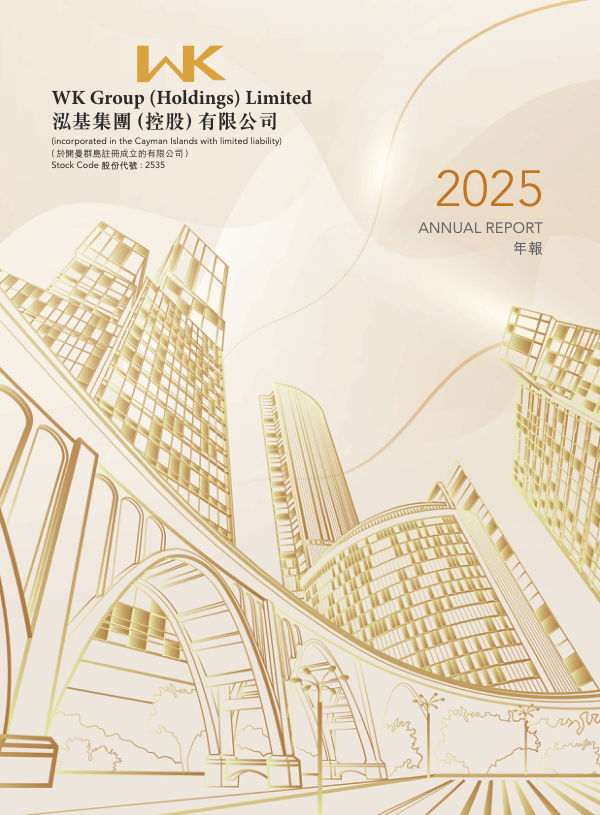 WK
WK Group (Holdings) Limited
泓基集團 (控股) 有限公司
(incorporated in the Cayman Islands with limited liability)
(於開曼群島註冊成立的有限公司)
Stock Code 股份代號 : 2535
2025
ANNUAL REPORT
年報